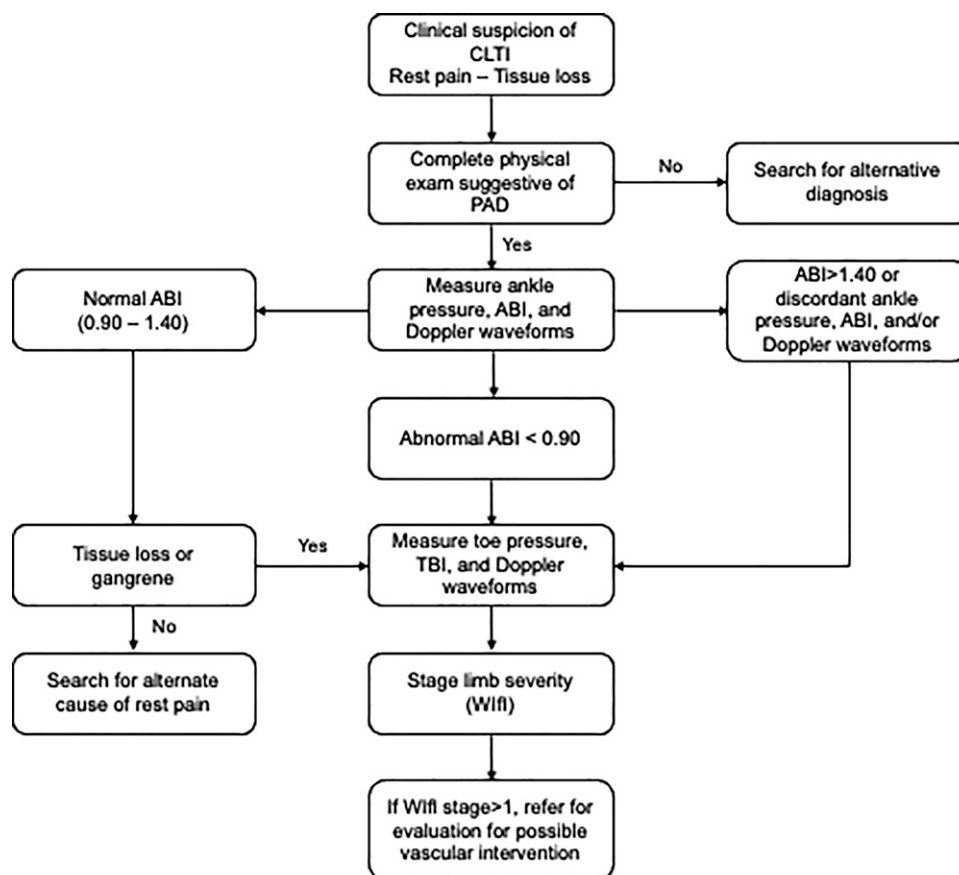 Clinical suspicion of
CLTI
Rest pain – Tissue loss
Complete physical
exam suggestive of
PAD
No
Search for alternative
diagnosis
Yes
Normal ABI
(0.90 – 1.40)
Measure ankle
pressure, ABI, and
Doppler waveforms
ABI>1.40 or
discordant ankle
pressure, ABI, and/or
Doppler waveforms
Abnormal ABI < 0.90
Tissue loss or
gangrene
Yes
Measure toe pressure,
TBI, and Doppler
waveforms
No
Search for alternate
cause of rest pain
Stage limb severity
(WIfI)
If WIfI stage>1, refer for
evaluation for possible
vascular intervention